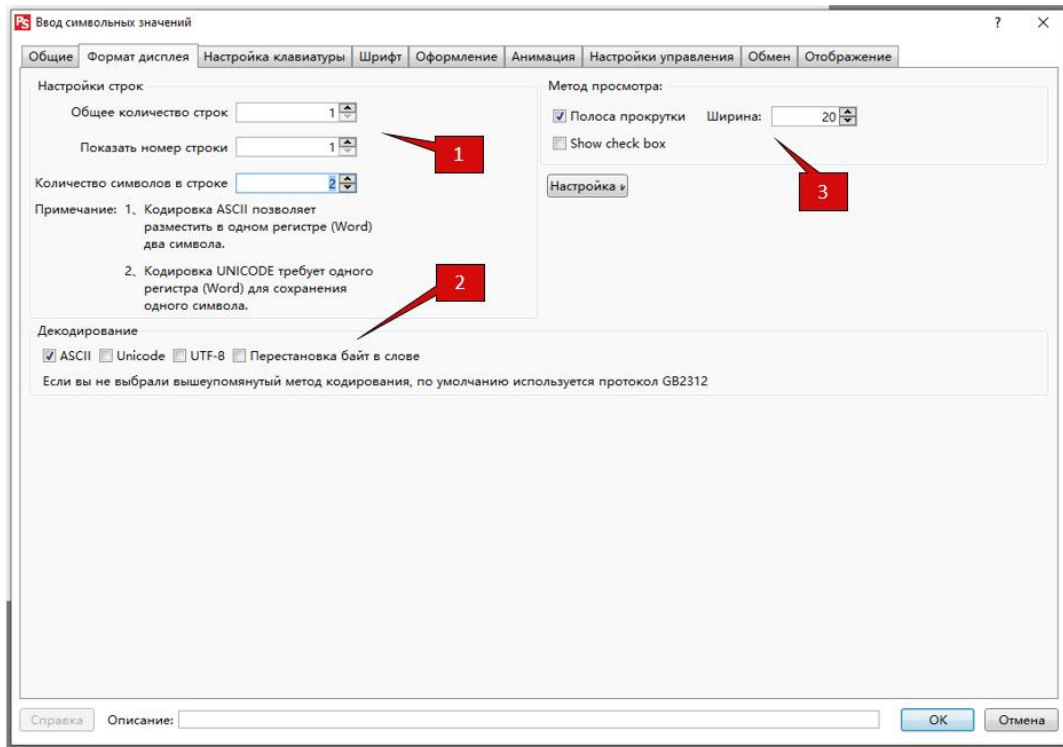 PS Ввод символьных значений ? ×
Общие Формат дисплея Настройка клавиатуры Шрифт Оформление Анимация Настройки управления Обмен Отображение
Настройки строк
Общее количество строк 1
Показать номер строки 1
1
Количество символов в строке 2
Примечание: 1、Кодировка ASCII позволяет
разместить в одном регистре (Word)
два символа.
2、Кодировка UNICODE требует одного
регистра (Word) для сохранения
одного символа.
2
Метод просмотра:
Полоса прокрутки Ширина: 20
Show check box
3
Настройка
Декодирование
ASCII Unicode UTF-8 Перестановка байт в слове
Если вы не выбрали вышеупомянутый метод кодирования, по умолчанию используется протокол GB2312
Справка Описание: OK Отмена